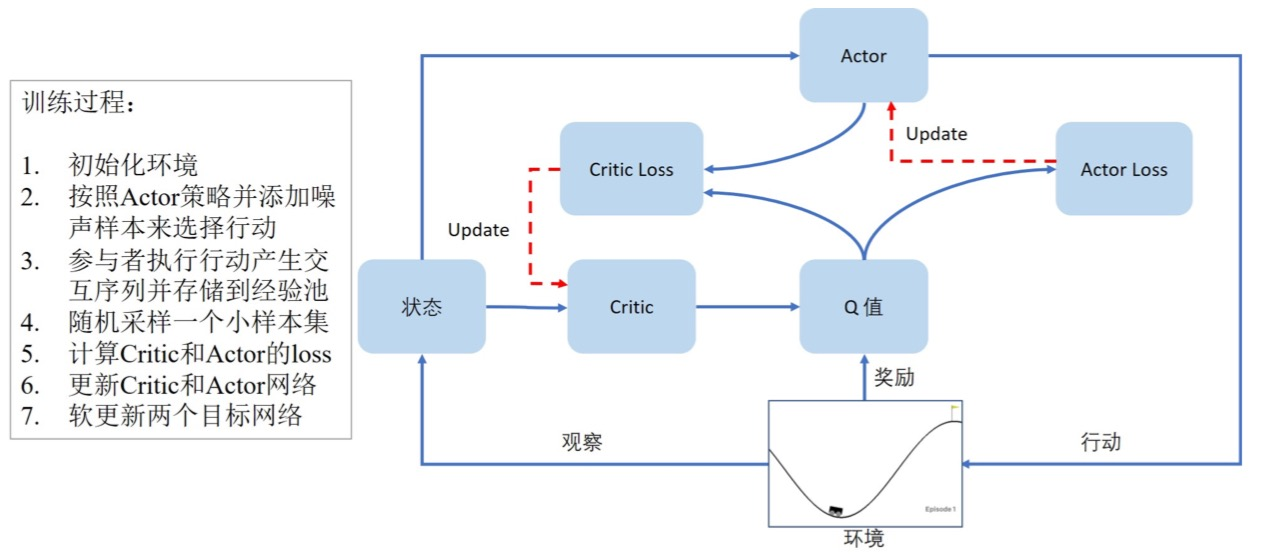 训练过程：
1. 初始化环境
2. 按照Actor策略并添加噪
声样本来选择行动
3. 参与者执行行动产生交
互序列并存储到经验池
4. 随机采样一个小样本集
5. 计算Critic和Actor的loss
6. 更新Critic和Actor网络
7. 软更新两个目标网络
Actor
Update
Critic Loss
Actor Loss
Update
状态
Critic
Q 值
奖励
观察
行动
Episode 1
环境